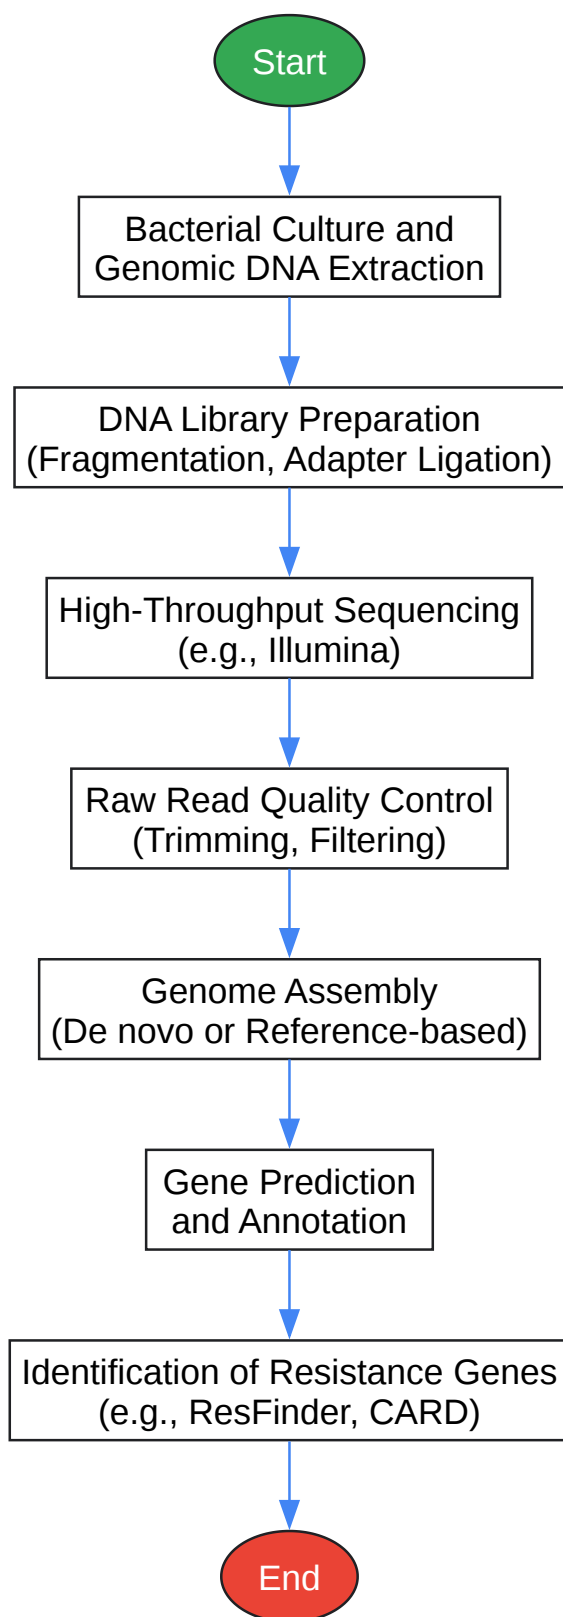 Start
Bacterial Culture and
Genomic DNA Extraction
DNA Library Preparation
(Fragmentation, Adapter Ligation)
High-Throughput Sequencing
(e.g., Illumina)
Raw Read Quality Control
(Trimming, Filtering)
Genome Assembly
(De novo or Reference-based)
Gene Prediction
and Annotation
Identification of Resistance Genes
(e.g., ResFinder, CARD)
End